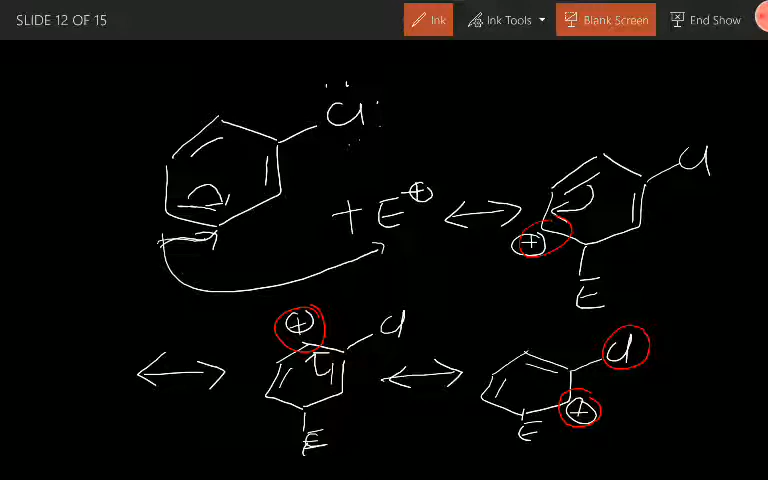 SLIDE 12 OF 15
Ink
Ink Tools
Blank Screen
End Show
Cl
+ E⊕
Cl
⊕
E
⊕
Cl
E
Cl
⊕
E